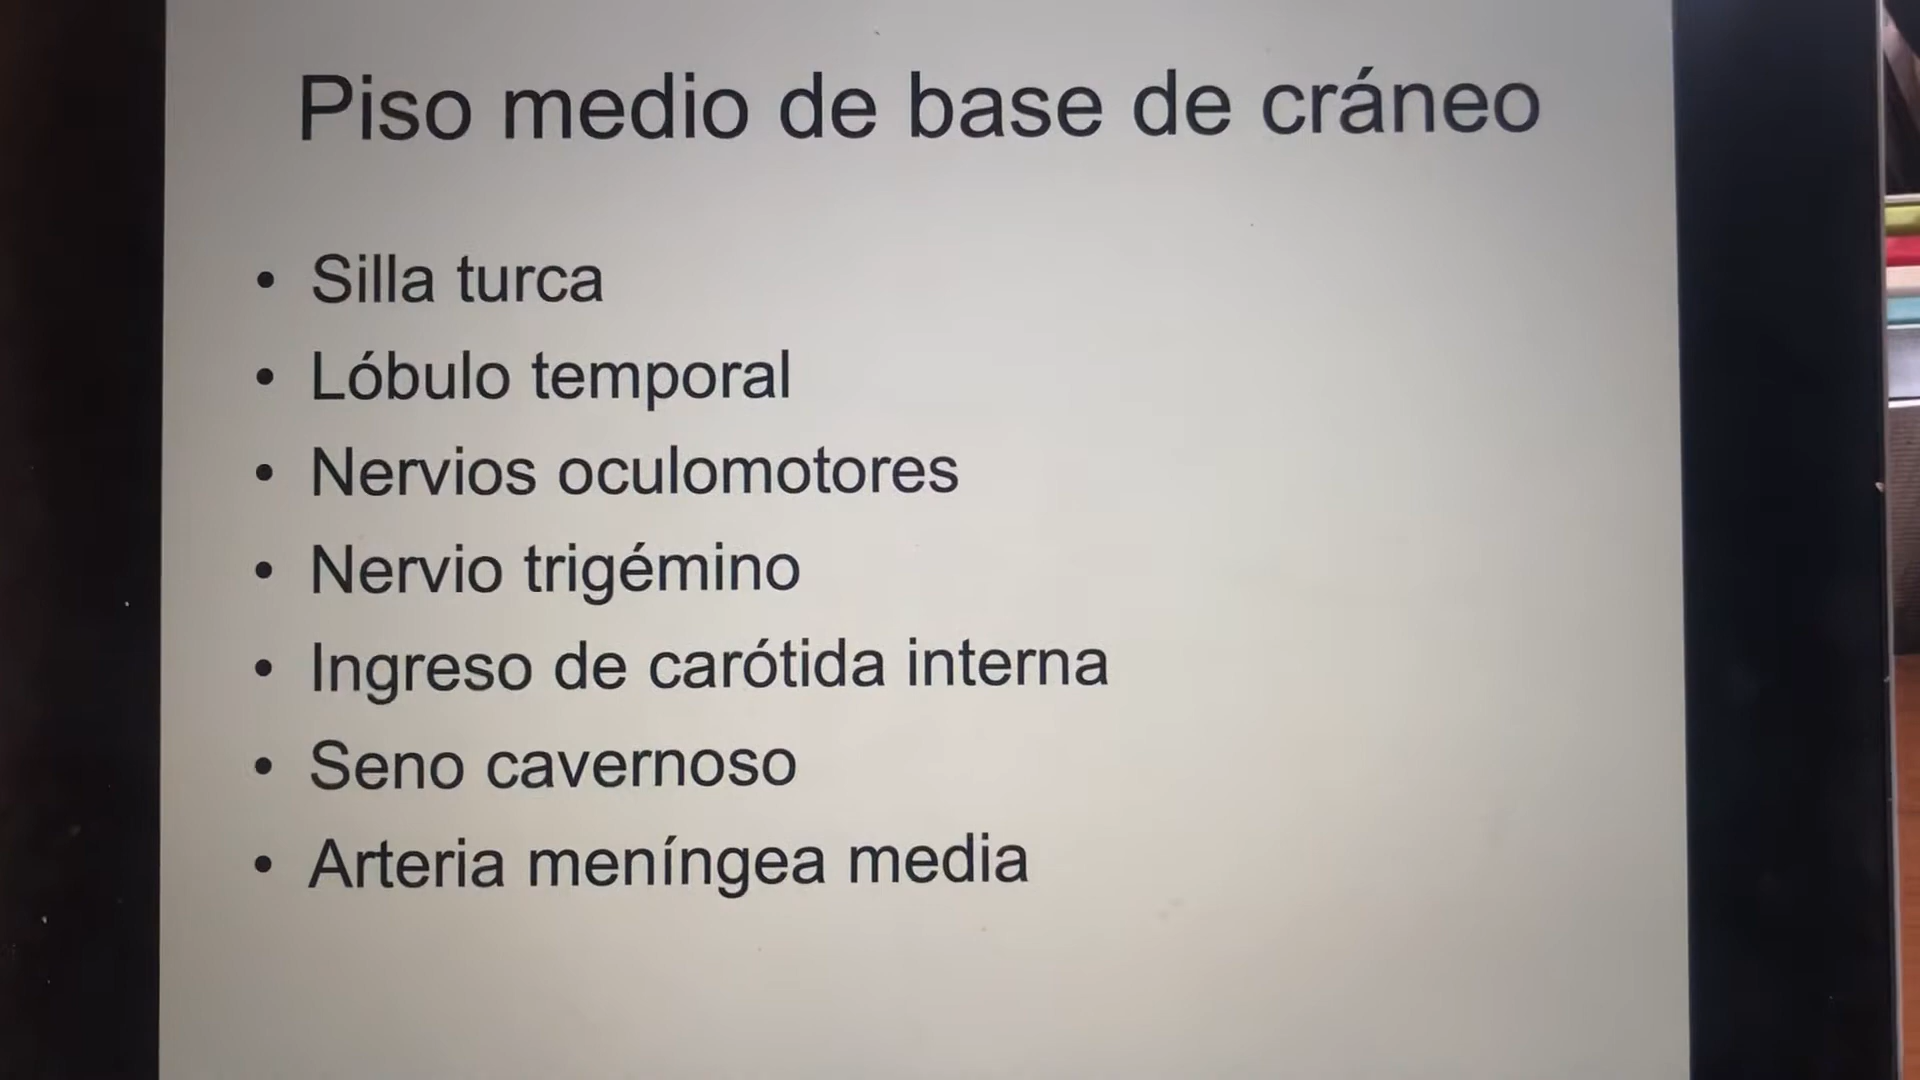 Piso medio de base de cráneo
• Silla turca
• Lóbulo temporal
• Nervios oculomotores
• Nervio trigémino
• Ingreso de carótida interna
• Seno cavernoso
• Arteria meníngea media